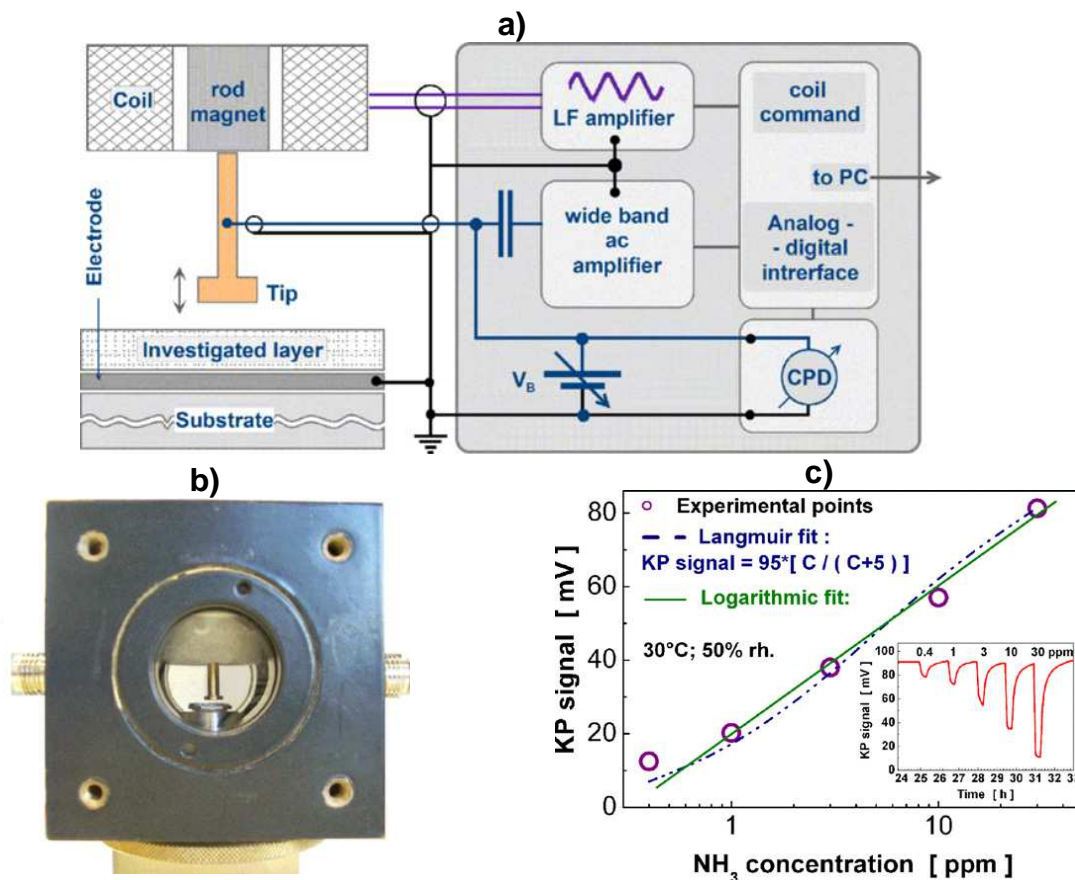 a)
Coil
rod
magnet
LF amplifier
coil
command
to PC
wide band
ac
amplifier
Analog -
- digital
intrerface
Electrode
Tip
Investigated layer
Substrate
V_B
CPD
b)
c)
KP signal [ mV ]
80
60
40
20
0
Experimental points
Langmuir fit :
KP signal = 95*[ C / ( C+5 ) ]
Logarithmic fit:
30°C; 50% rh.
KP signal [ mV ]
100
80
60
40
20
0
0.4 1 3 10 30 ppm
24 25 26 27 28 29 30 31 32 33
Time [ h ]
1 10
NH₃ concentration [ ppm ]